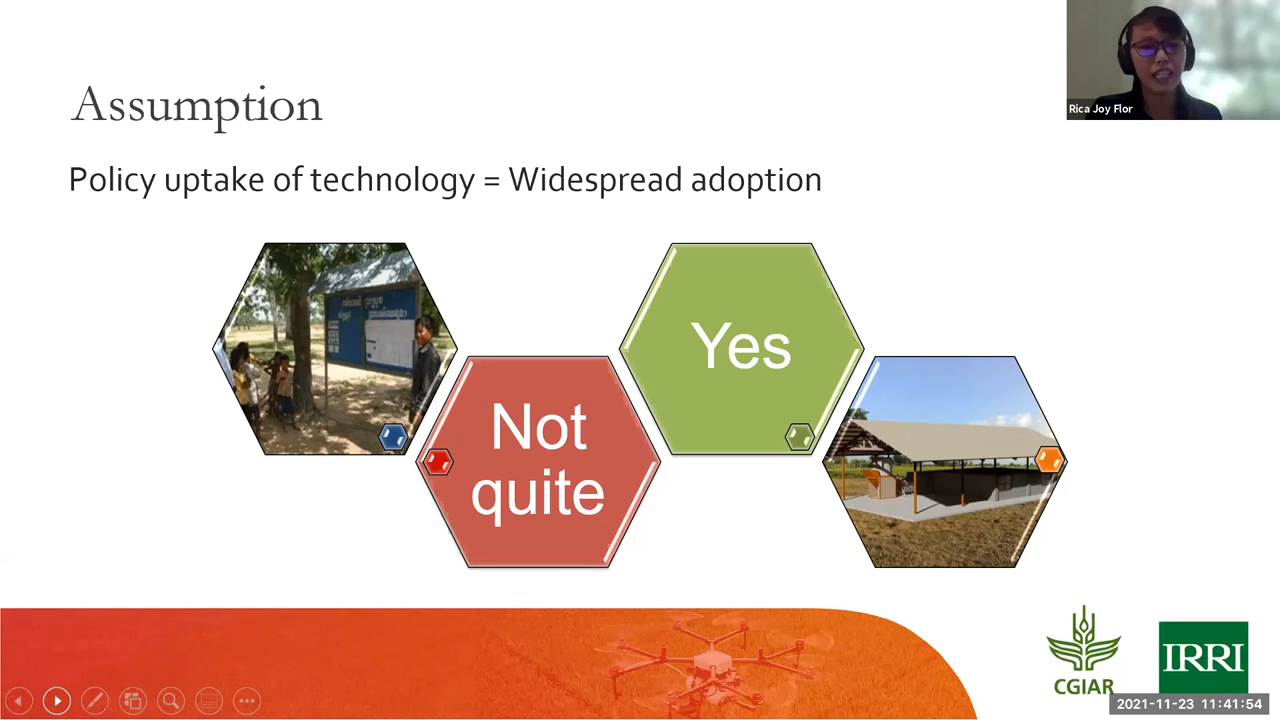 Rica Joy Flor
Assumption
Policy uptake of technology = Widespread adoption
Yes
Not
quite
CGIAR
IRRI
2021-11-23 11:41:54